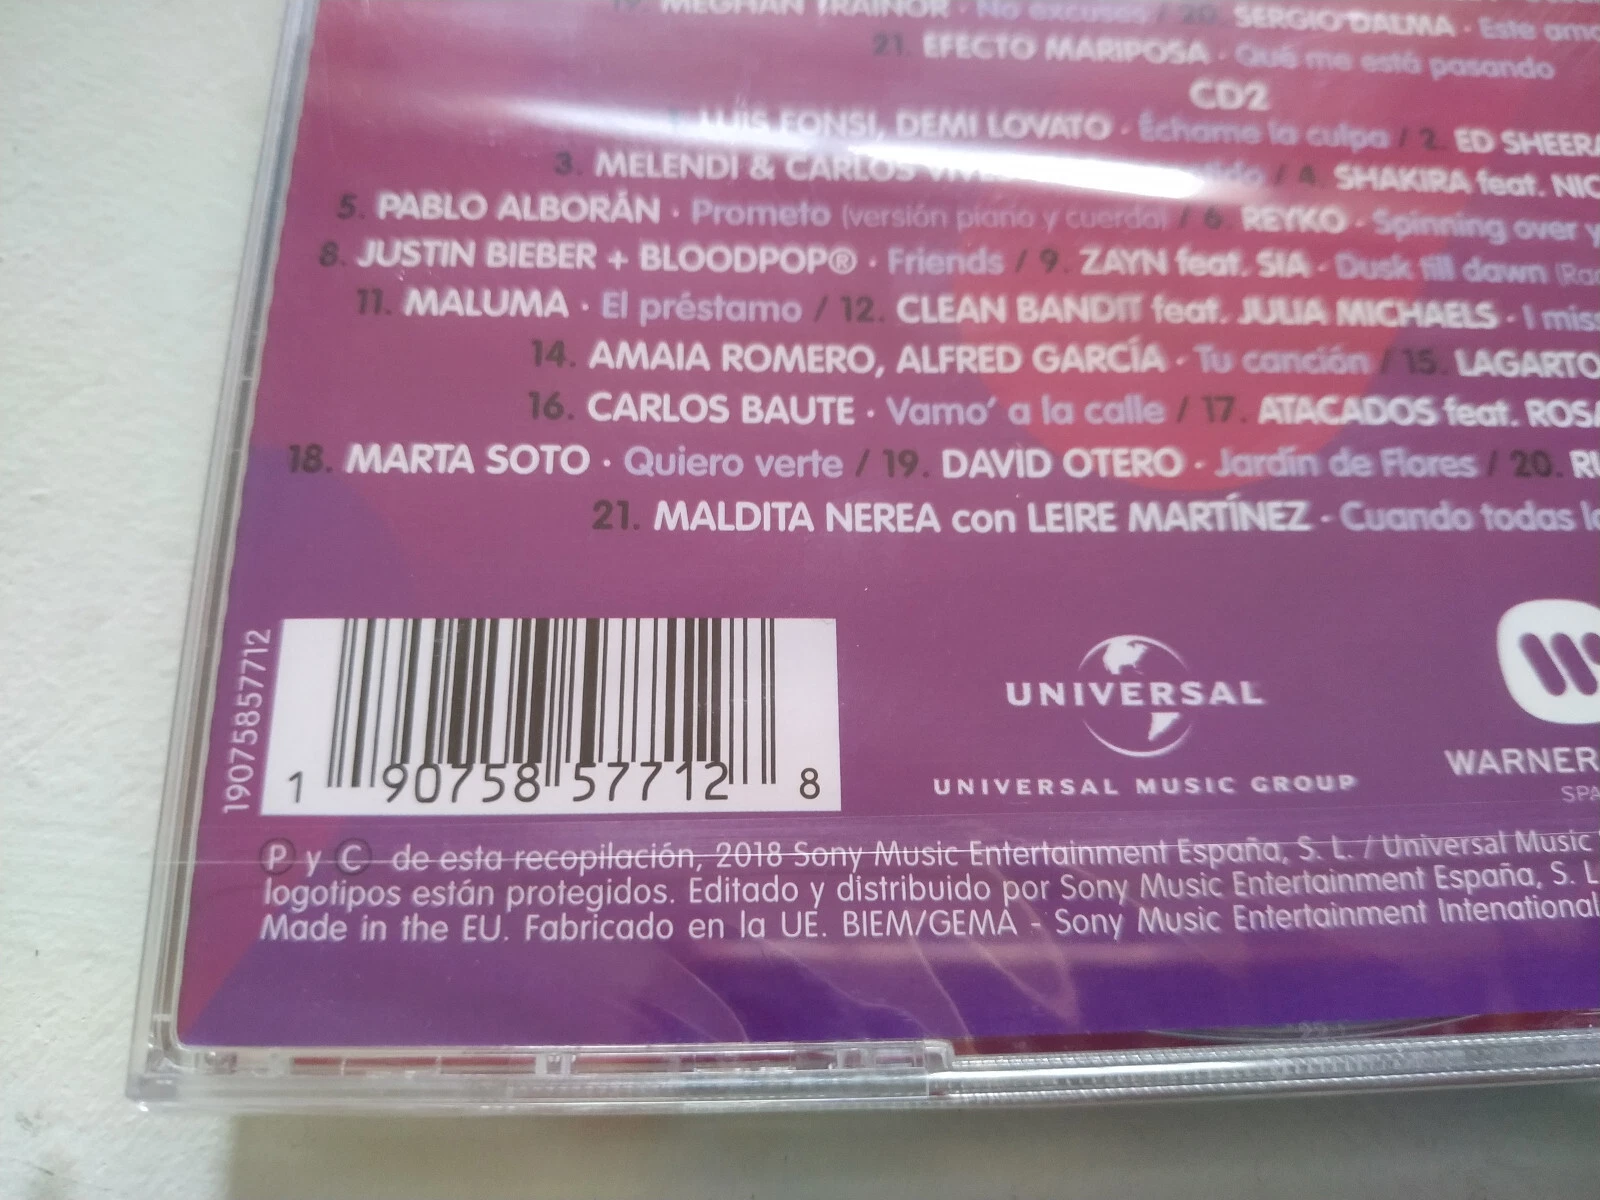 19. MEGHAN TRAINOR · No excuses / 20. SERGIO DALMA · Este
21. EFECTO MARIPOSA · Qué me está pasando
CD2
1. LUIS FONSI, DEMI LOVATO · Échame la culpa / 2. ED
3. MELENDI & CARLOS / 4. SHAKIRA feat.
5. PABLO ALBORÁN · Prometo (versión piano y cuerda) / 6. REYKO · Spinning over
8. JUSTIN BIEBER + BLOODPOP® · Friends / 9. ZAYN feat. SIA · Dusk till dawn
11. MALUMA · El préstamo / 12. CLEAN BANDIT feat. JULIA MICHAELS · I
14. AMAIA ROMERO, ALFRED GARCÍA · Tu canción / 15. LAGARTO
16. CARLOS BAUTE · Vamo' a la calle / 17. ATACADOS feat.
18. MARTA SOTO · Quiero verte / 19. DAVID OTERO · Jardín de Flores / 20.
21. MALDITA NEREA con LEIRE MARTÍNEZ · Cuando todas
19075857712
1 90758 57712 8
UNIVERSAL
UNIVERSAL MUSIC GROUP
WARNER
P y C de esta recopilación, 2018 Sony Music Entertainment España, S. L. / Universal Music
logotipos están protegidos. Editado y distribuido por Sony Music Entertainment España, S. L
Made in the EU. Fabricado en la UE. BIEM/GEMA - Sony Music Entertainment Intenational